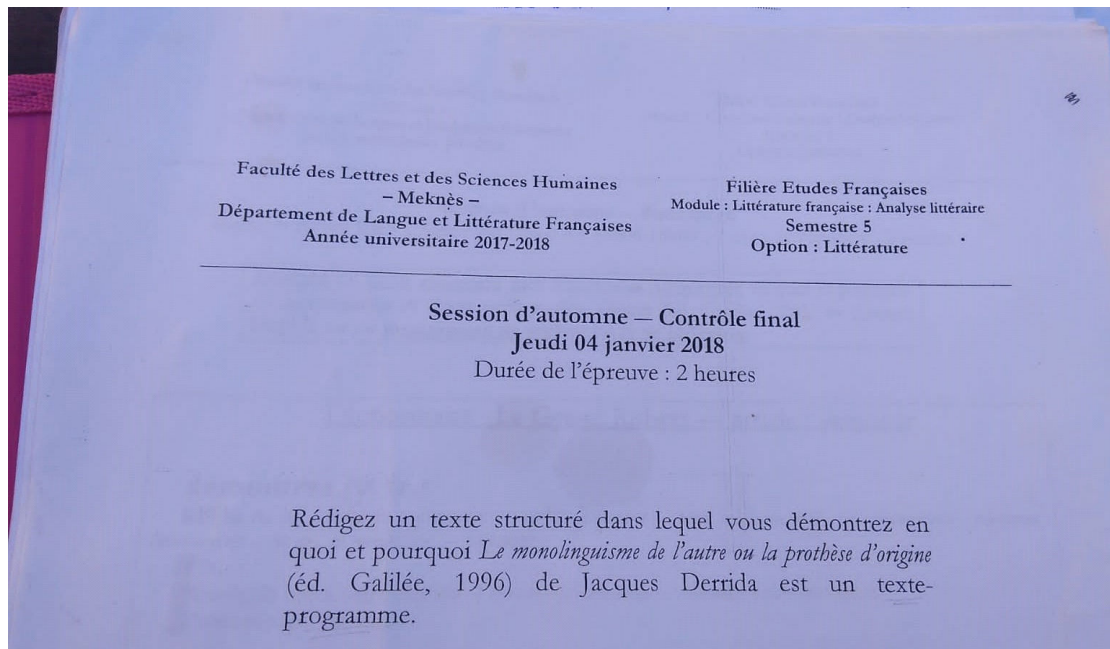 Faculté des Lettres et des Sciences Humaines
– Meknès –
Département de Langue et Littérature Françaises
Année universitaire 2017-2018
Filière Etudes Françaises
Module : Littérature française : Analyse littéraire
Semestre 5
Option : Littérature
Session d'automne — Contrôle final
Jeudi 04 janvier 2018
Durée de l'épreuve : 2 heures
Rédigez un texte structuré dans lequel vous démontrez en
quoi et pourquoi Le monolinguisme de l'autre ou la prothèse d'origine
(éd. Galilée, 1996) de Jacques Derrida est un texte-
programme.